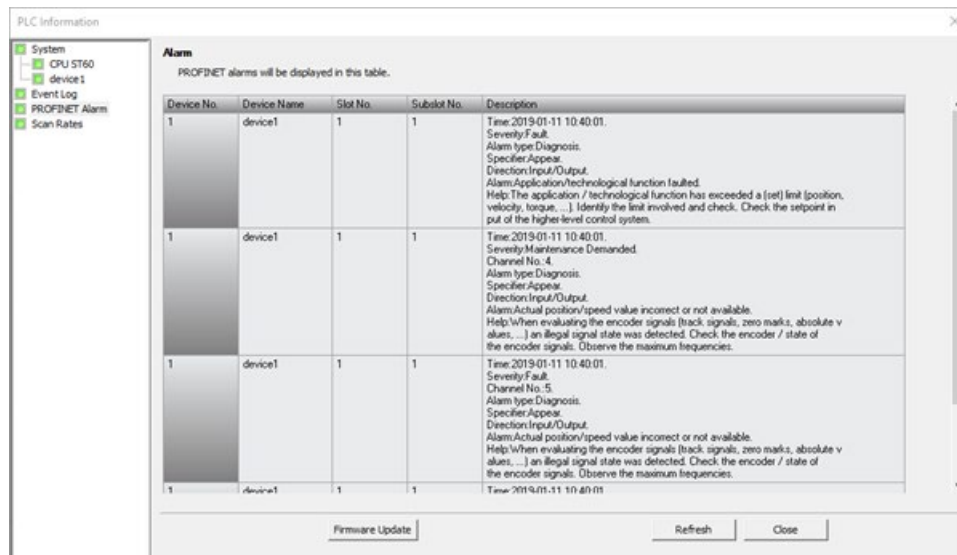 PLC Information
System
CPU ST60
device1
Event Log
PROFINET Alarm
Scan Rates
Alarm
PROFINET alarms will be displayed in this table.
Device No. Device Name Slot No. Subslot No. Description
1 device1 1 1 Time:2019-01-11 10:40:01.
Severity:Fault.
Alarm type:Diagnosis.
Specifier:Appear.
Direction:Input/Output.
Alarm:Application/technological function faulted.
Help:The application / technological function has exceeded a (set) limit (position,
velocity, torque, ...). Identify the limit involved and check. Check the setpoint in
put of the higher-level control system.
1 device1 1 1 Time:2019-01-11 10:40:01.
Severity:Maintenance Demanded.
Channel No.:4.
Alarm type:Diagnosis.
Specifier:Appear.
Direction:Input/Output.
Alarm:Actual position/speed value incorrect or not available.
Help:When evaluating the encoder signals (track signals, zero marks, absolute v
alues, ...) an illegal signal state was detected. Check the encoder / state of
the encoder signals. Observe the maximum frequencies.
1 device1 1 1 Time:2019-01-11 10:40:01.
Severity:Fault.
Channel No.:5.
Alarm type:Diagnosis.
Specifier:Appear.
Direction:Input/Output.
Alarm:Actual position/speed value incorrect or not available.
Help:When evaluating the encoder signals (track signals, zero marks, absolute v
alues, ...) an illegal signal state was detected. Check the encoder / state of
the encoder signals. Observe the maximum frequencies.
1 device1 1 1 Time:2019-01-11 10:40:01
Firmware Update Refresh Close